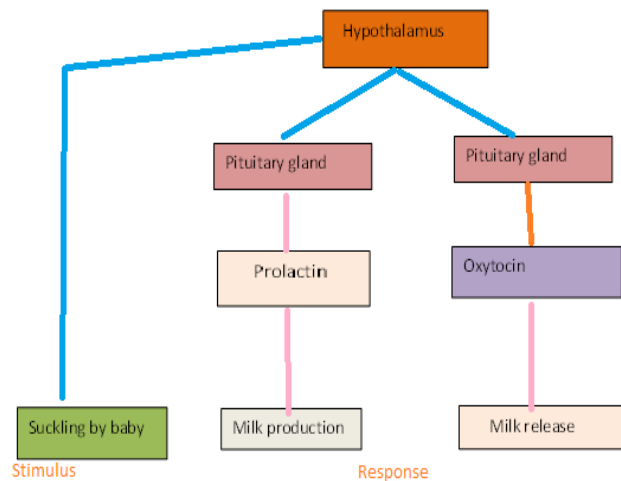 Hypothalamus
Pituitary gland
Pituitary gland
Prolactin
Oxytocin
Suckling by baby
Milk production
Milk release
Stimulus
Response